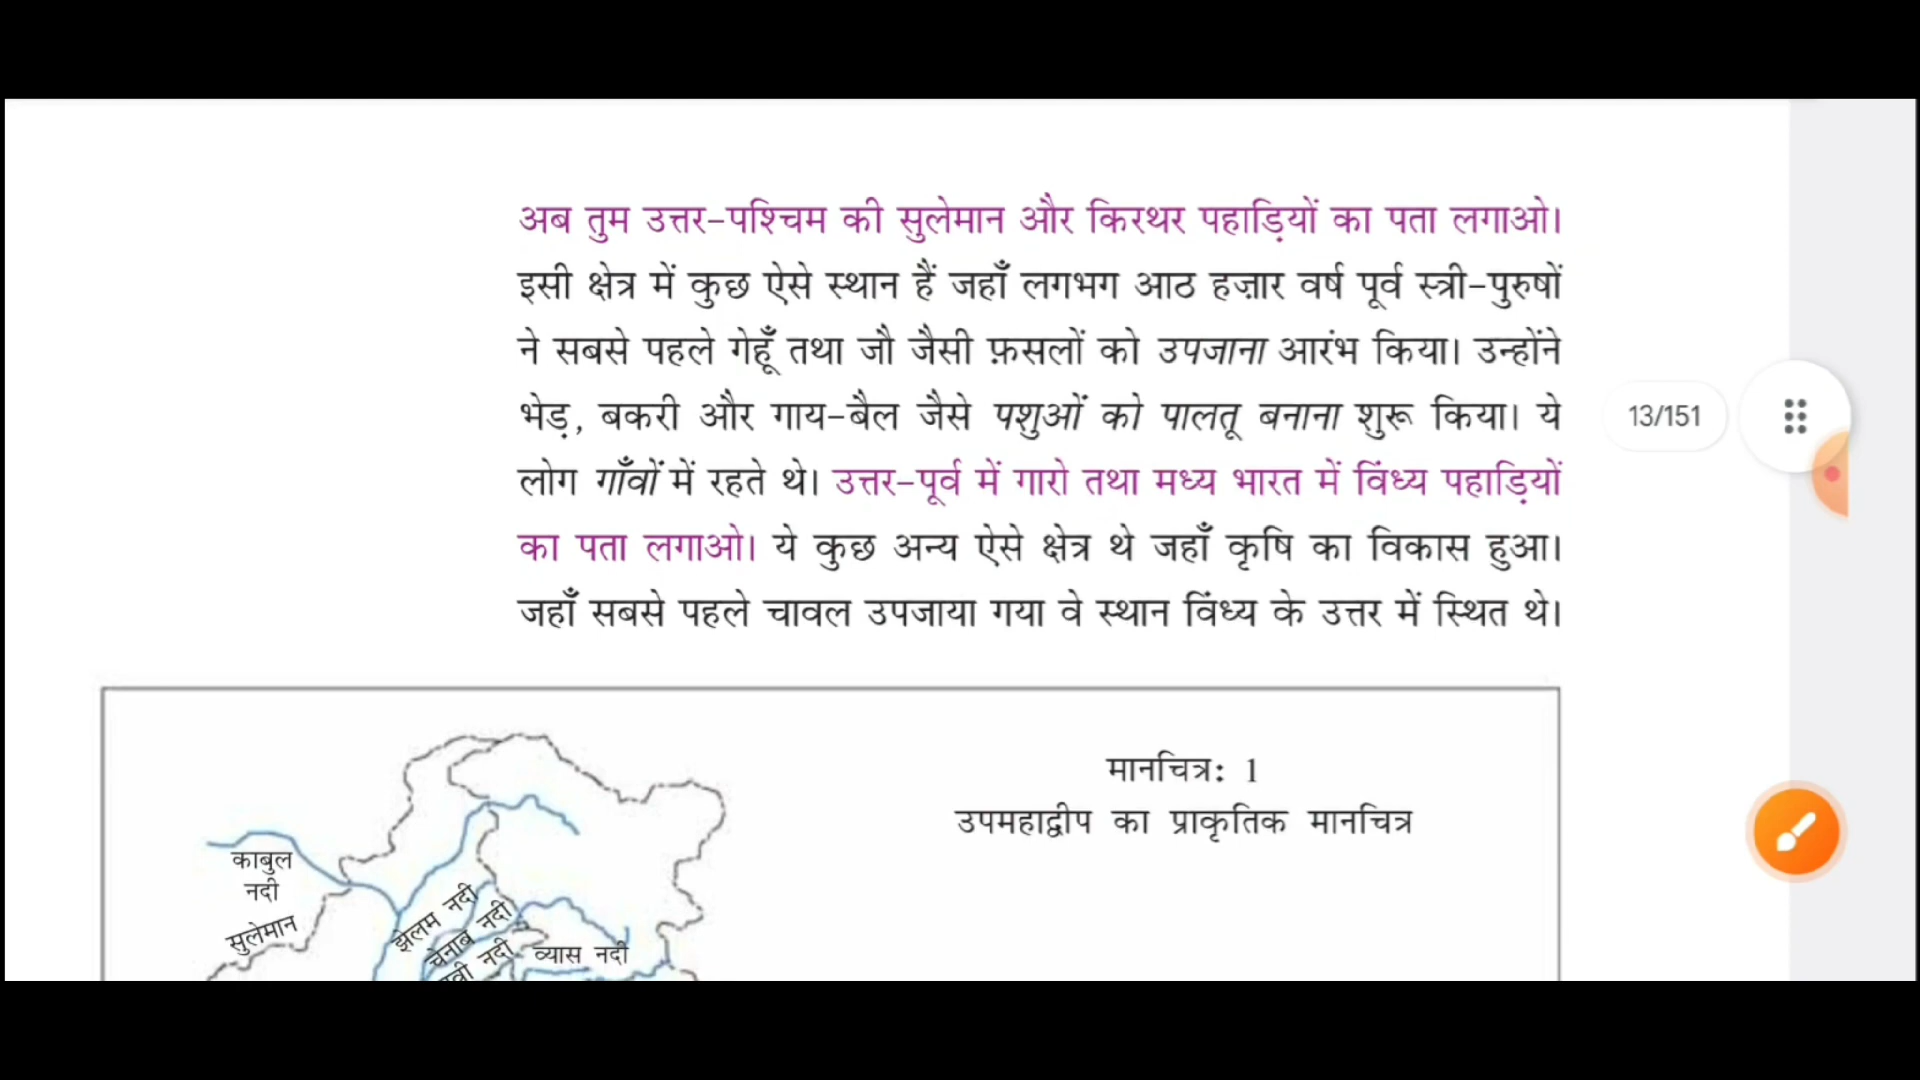 अब तुम उत्तर-पश्चिम की सुलेमान और किरथर पहाड़ियों का पता लगाओ।
इसी क्षेत्र में कुछ ऐसे स्थान हैं जहाँ लगभग आठ हज़ार वर्ष पूर्व स्त्री-पुरुषों
ने सबसे पहले गेहूँ तथा जौ जैसी फ़सलों को उपजाना आरंभ किया। उन्होंने
भेड़, बकरी और गाय-बैल जैसे पशुओं को पालतू बनाना शुरू किया। ये
लोग गाँवों में रहते थे। उत्तर-पूर्व में गारो तथा मध्य भारत में विंध्य पहाड़ियों
का पता लगाओ। ये कुछ अन्य ऐसे क्षेत्र थे जहाँ कृषि का विकास हुआ।
जहाँ सबसे पहले चावल उपजाया गया वे स्थान विंध्य के उत्तर में स्थित थे।
13/151
मानचित्र: 1
उपमहाद्वीप का प्राकृतिक मानचित्र
काबुल
नदी
सुलेमान
झेलम नदी
चेनाब नदी
नदी
व्यास नदी